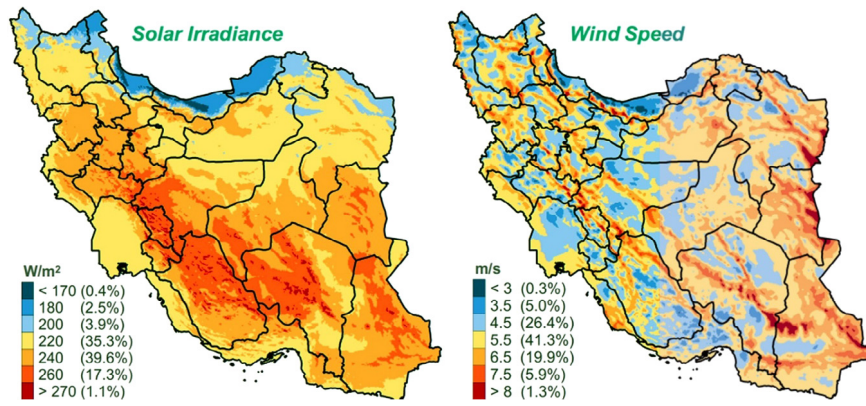 Solar Irradiance
W/m²
< 170 (0.4%)
180 (2.5%)
200 (3.9%)
220 (35.3%)
240 (39.6%)
260 (17.3%)
> 270 (1.1%)
Wind Speed
m/s
< 3 (0.3%)
3.5 (5.0%)
4.5 (26.4%)
5.5 (41.3%)
6.5 (19.9%)
7.5 (5.9%)
> 8 (1.3%)